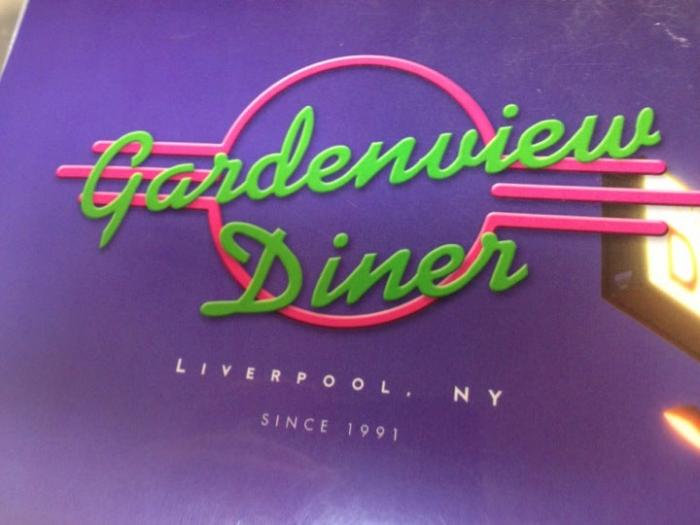 Gardenview
Diner
LIVERPOOL, NY
SINCE 1991